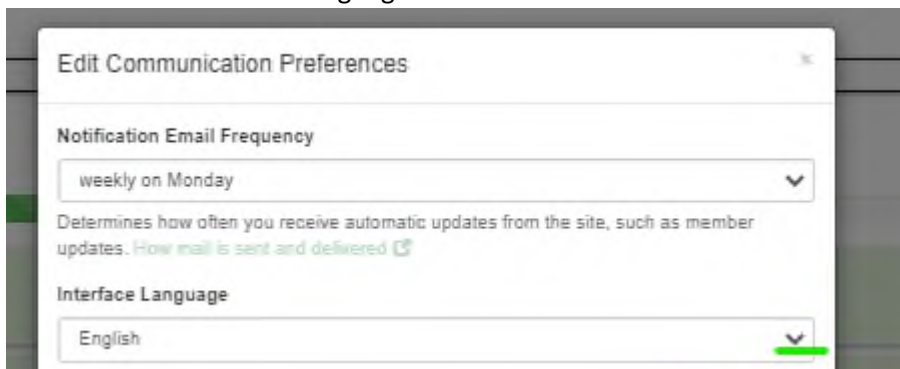 Edit Communication Preferences
Notification Email Frequency
weekly on Monday
Determines how often you receive automatic updates from the site, such as member
updates. How mail is sent and delivered
Interface Language
English